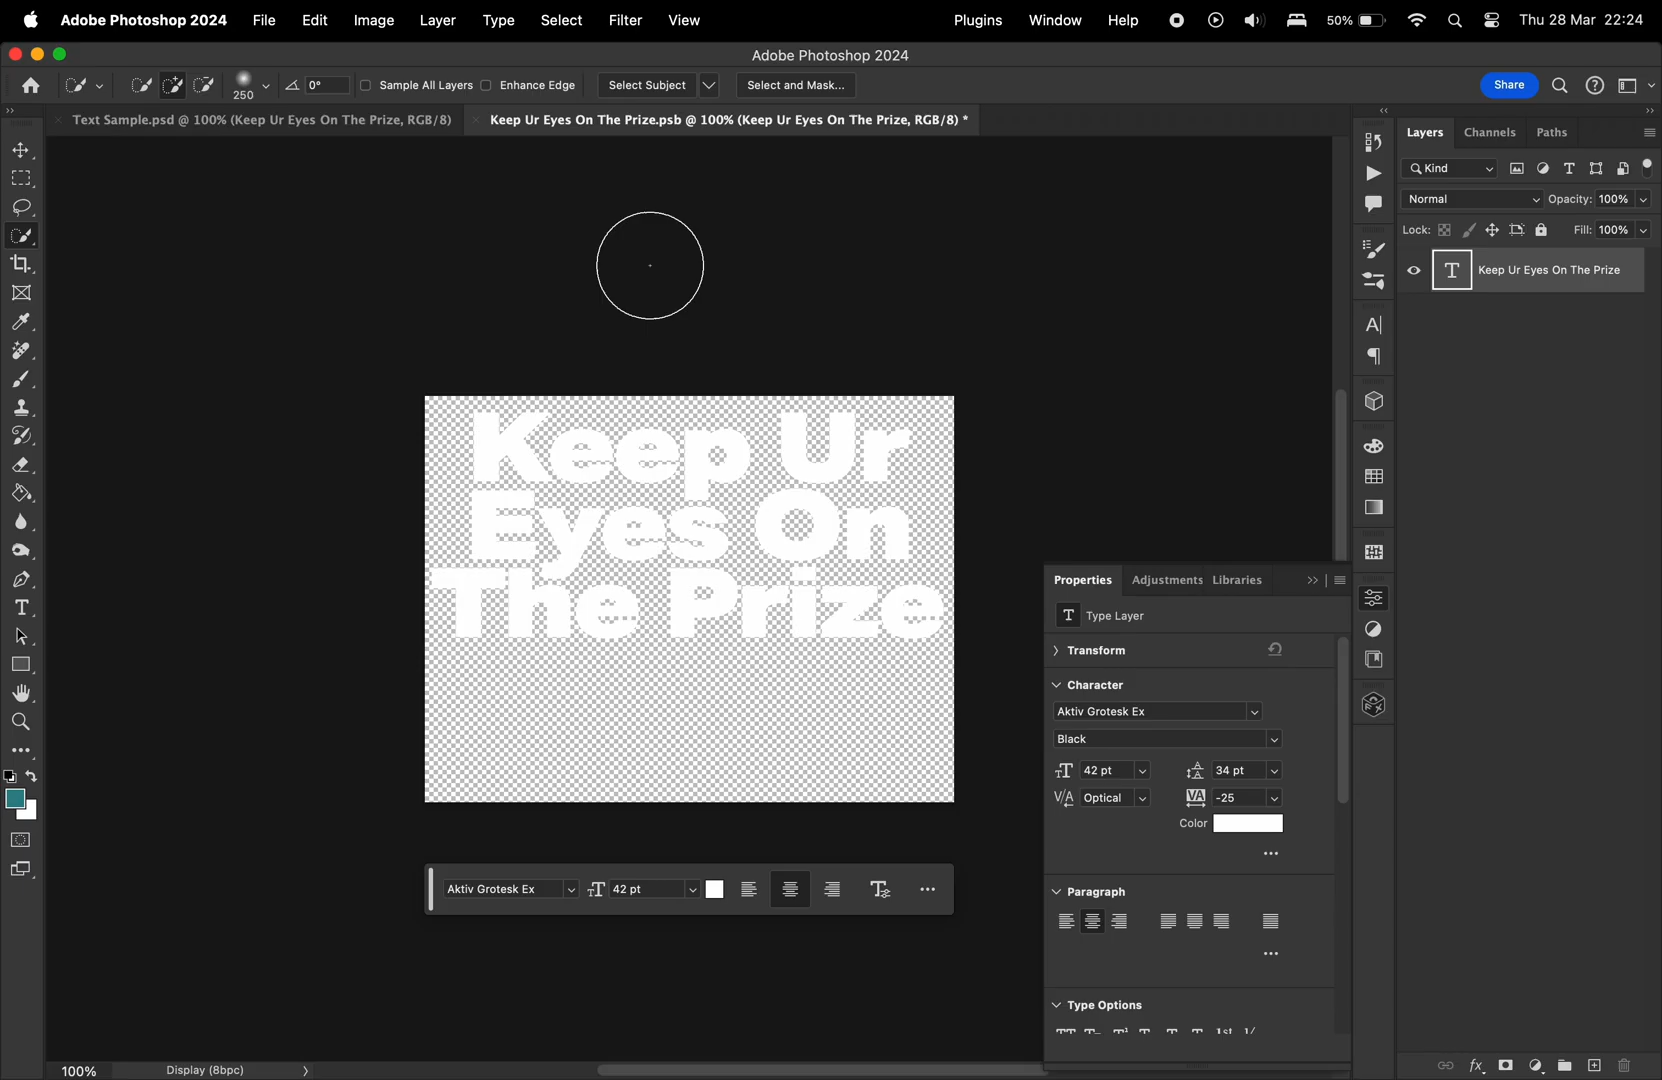 Adobe Photoshop 2024 File Edit Image Layer Type Select Filter View Plugins Window Help 50% Thu 28 Mar 22:24
Adobe Photoshop 2024
250 0° Sample All Layers Enhance Edge Select Subject Select and Mask... Share
Text Sample.psd @ 100% (Keep Ur Eyes On The Prize, RGB/8) Keep Ur Eyes On The Prize.psb @ 100% (Keep Ur Eyes On The Prize, RGB/8) *
Layers Channels Paths
Kind
Normal Opacity: 100%
Lock: Fill: 100%
Keep Ur Eyes On The Prize
Keep Ur
Eyes On
The Prize
Properties Adjustments Libraries
Type Layer
Transform
Character
Aktiv Grotesk Ex
Black
42 pt 34 pt
Optical -25
Color
Aktiv Grotesk Ex 42 pt
Paragraph
Type Options
100% Display (8bpc)